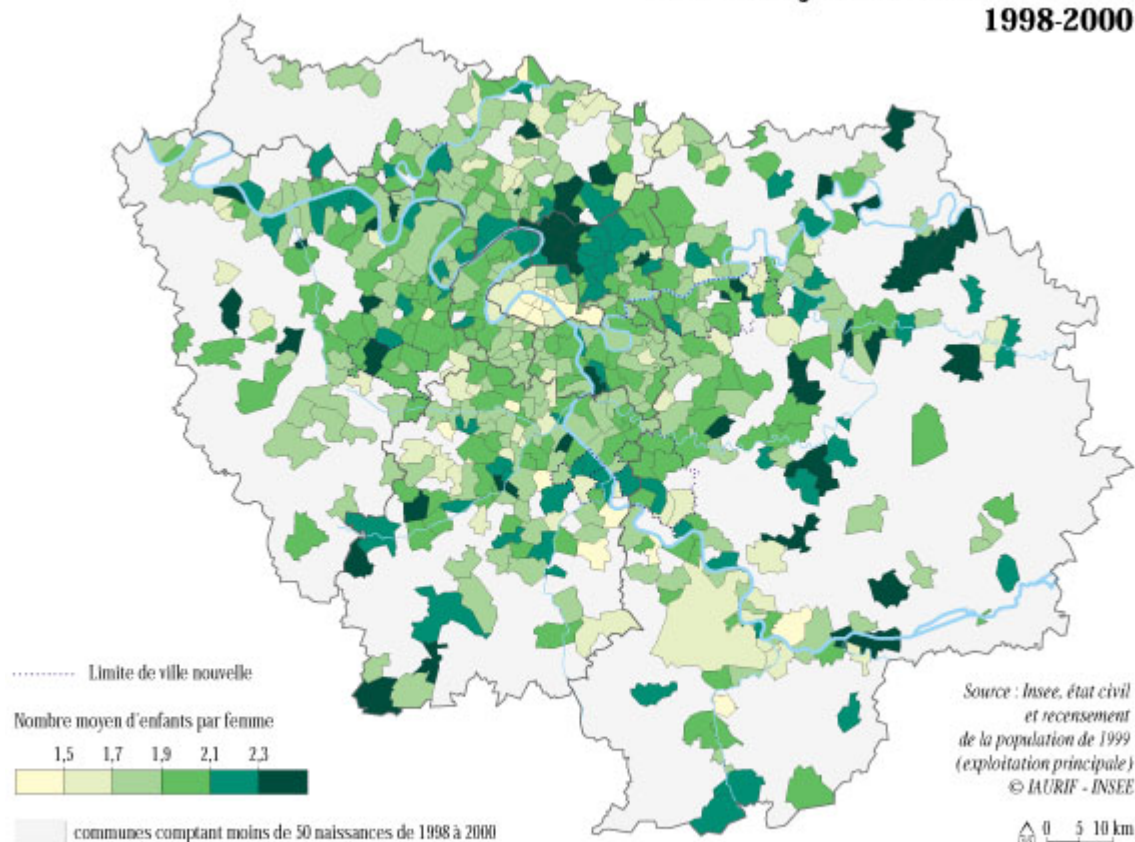 1998-2000
Limite de ville nouvelle
Nombre moyen d'enfants par femme
1,5 1,7 1,9 2,1 2,3
communes comptant moins de 50 naissances de 1998 à 2000
Source : Insee, état civil
et recensement
de la population de 1999
(exploitation principale)
© IAURIF - INSEE
0 5 10 km